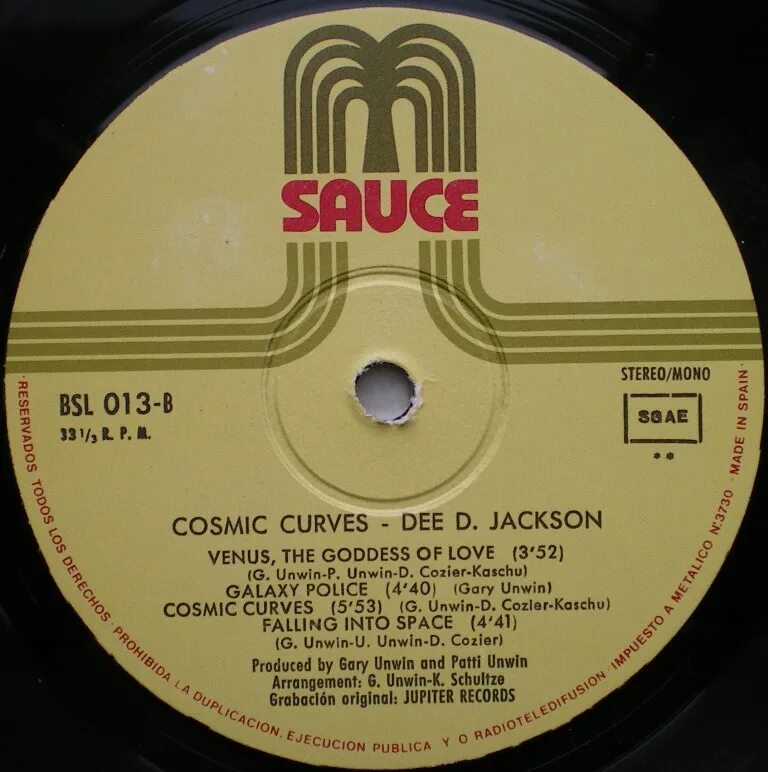 SAUCE
BSL 013-B
33 1/3 R. P. M.
STEREO/MONO
SGAE
**
COSMIC CURVES - DEE D. JACKSON
VENUS, THE GODDESS OF LOVE (3'52)
(G. Unwin-P. Unwin-D. Cozier-Kaschu)
GALAXY POLICE (4'40) (Gary Unwin)
COSMIC CURVES (5'53) (G. Unwin-D. Cozler-Kaschu)
FALLING INTO SPACE (4'41)
(G. Unwin-U. Unwin-D. Cozier)
Produced by Gary Unwin and Patti Unwin
Arrangement: G. Unwin-K. Schultze
Grabación original: JUPITER RECORDS
· RESERVADOS TODOS LOS DERECHOS · PROHIBIDA LA DUPLICACION, EJECUCION PUBLICA Y O RADIOTELEDIFUSION · IMPUESTO A METALICO N.º 3730 · MADE IN SPAIN ·